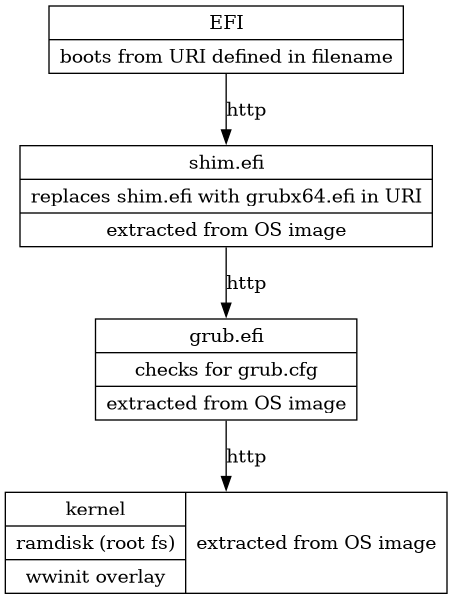 EFI
boots from URI defined in filename
http
shim.efi
replaces shim.efi with grubx64.efi in URI
extracted from OS image
http
grub.efi
checks for grub.cfg
extracted from OS image
http
kernel
ramdisk (root fs)
wwinit overlay
extracted from OS image